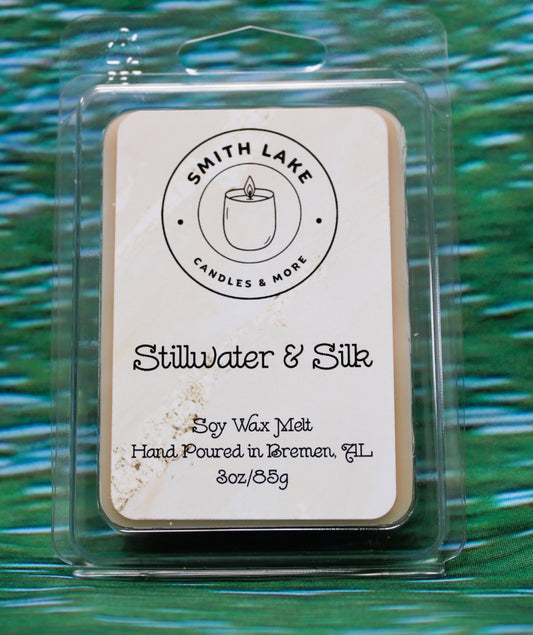 SMITH LAKE
CANDLES & MORE
Stillwater & Silk
Soy Wax Melt
Hand Poured in Bremen, AL
3oz/85g